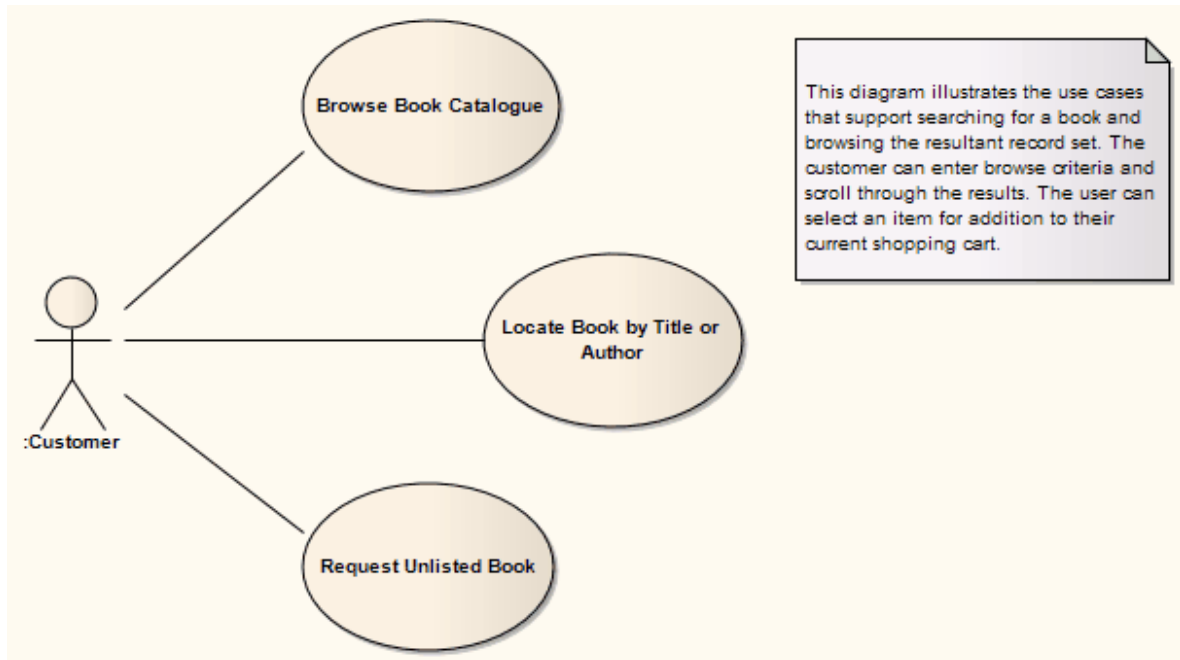 Browse Book Catalogue
This diagram illustrates the use cases
that support searching for a book and
browsing the resultant record set. The
customer can enter browse criteria and
scroll through the results. The user can
select an item for addition to their
current shopping cart.
Locate Book by Title or
Author
:Customer
Request Unlisted Book